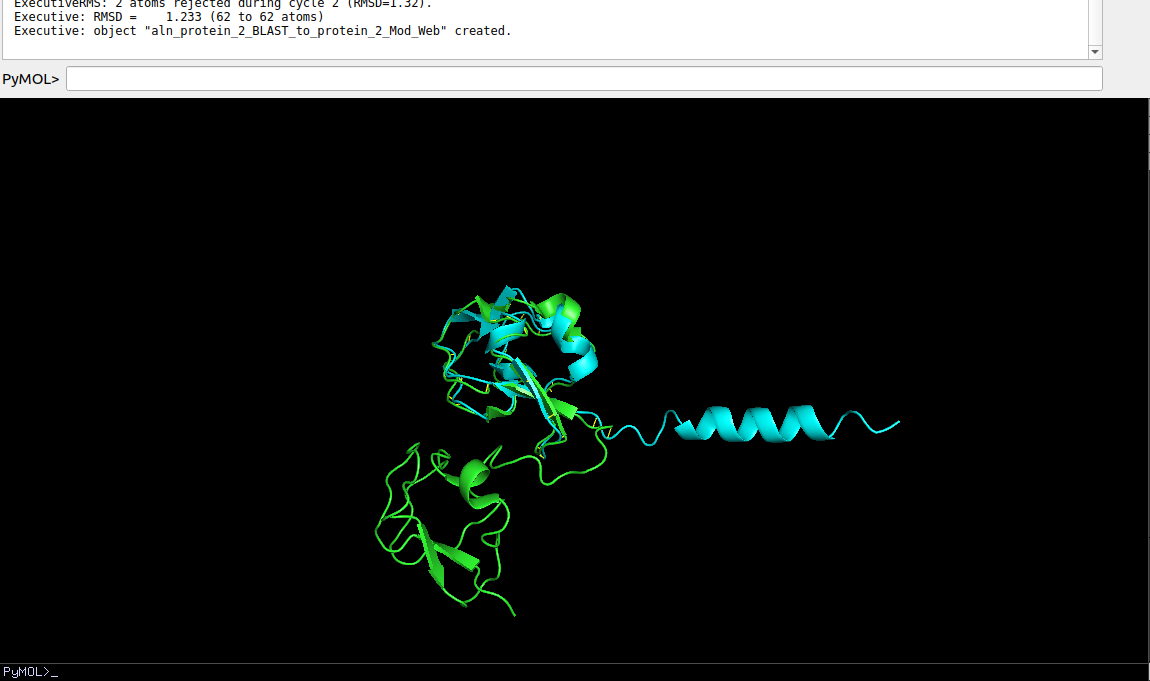 ExecutiveRMS: 2 atoms rejected during cycle 2 (RMSD=1.32).
Executive: RMSD =    1.233 (62 to 62 atoms)
Executive: object "aln_protein_2_BLAST_to_protein_2_Mod_Web" created.
PyMOL>
PyMOL>_